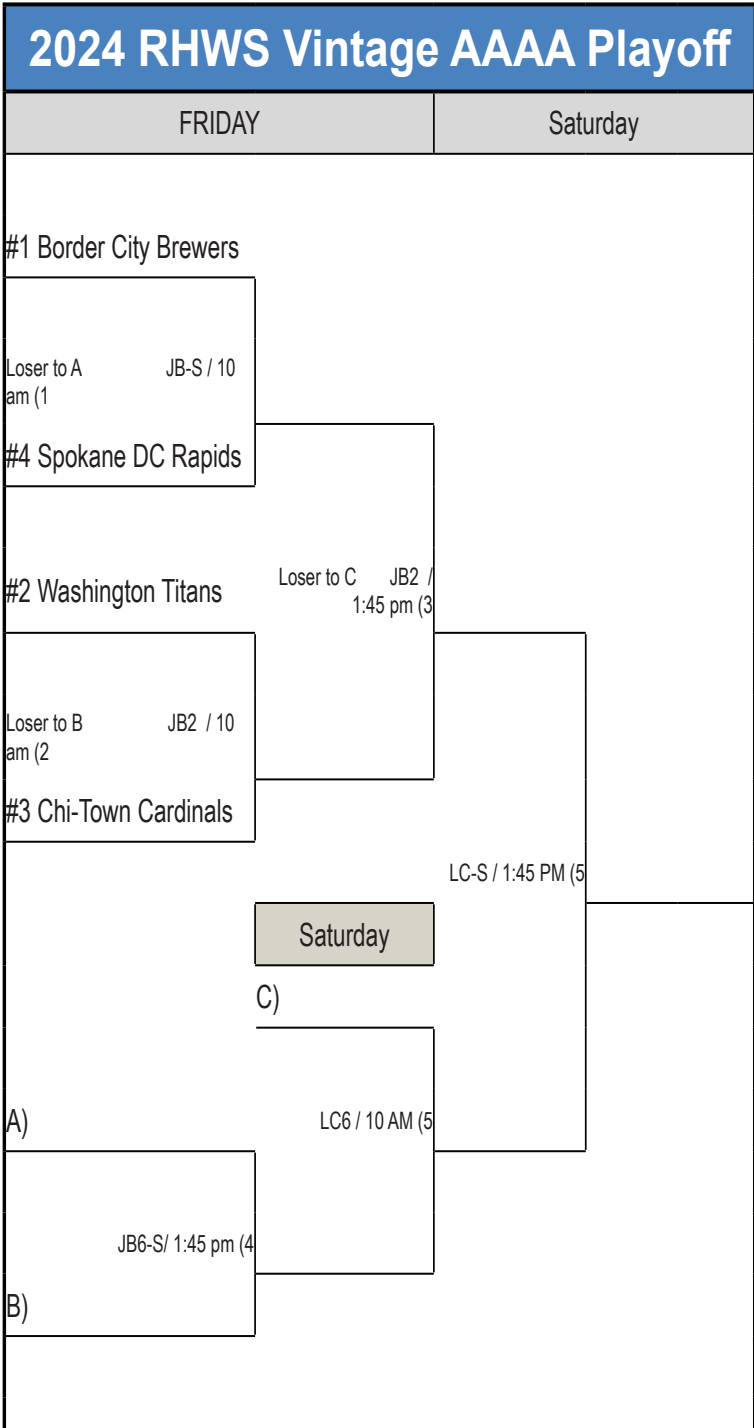 2024 RHWS Vintage AAAA Playoff
FRIDAY Saturday
#1 Border City Brewers
Loser to A JB-S / 10
am (1
#4 Spokane DC Rapids
#2 Washington Titans
Loser to C JB2 /
1:45 pm (3
Loser to B JB2 / 10
am (2
#3 Chi-Town Cardinals
LC-S / 1:45 PM (5
Saturday
C)
A)
LC6 / 10 AM (5
JB6-S/ 1:45 pm (4
B)